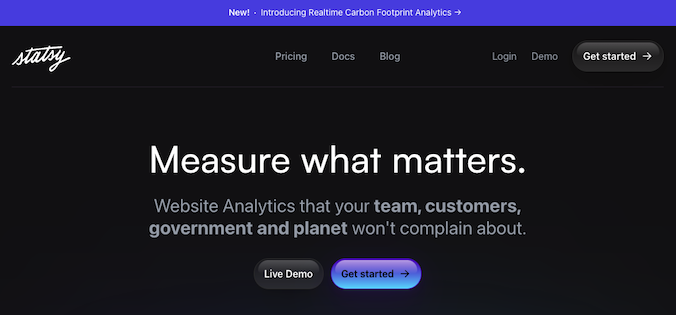 New! · Introducing Realtime Carbon Footprint Analytics →
statsy
Pricing Docs Blog Login Demo Get started →
Measure what matters.
Website Analytics that your team, customers,
government and planet won't complain about.
Live Demo Get started →